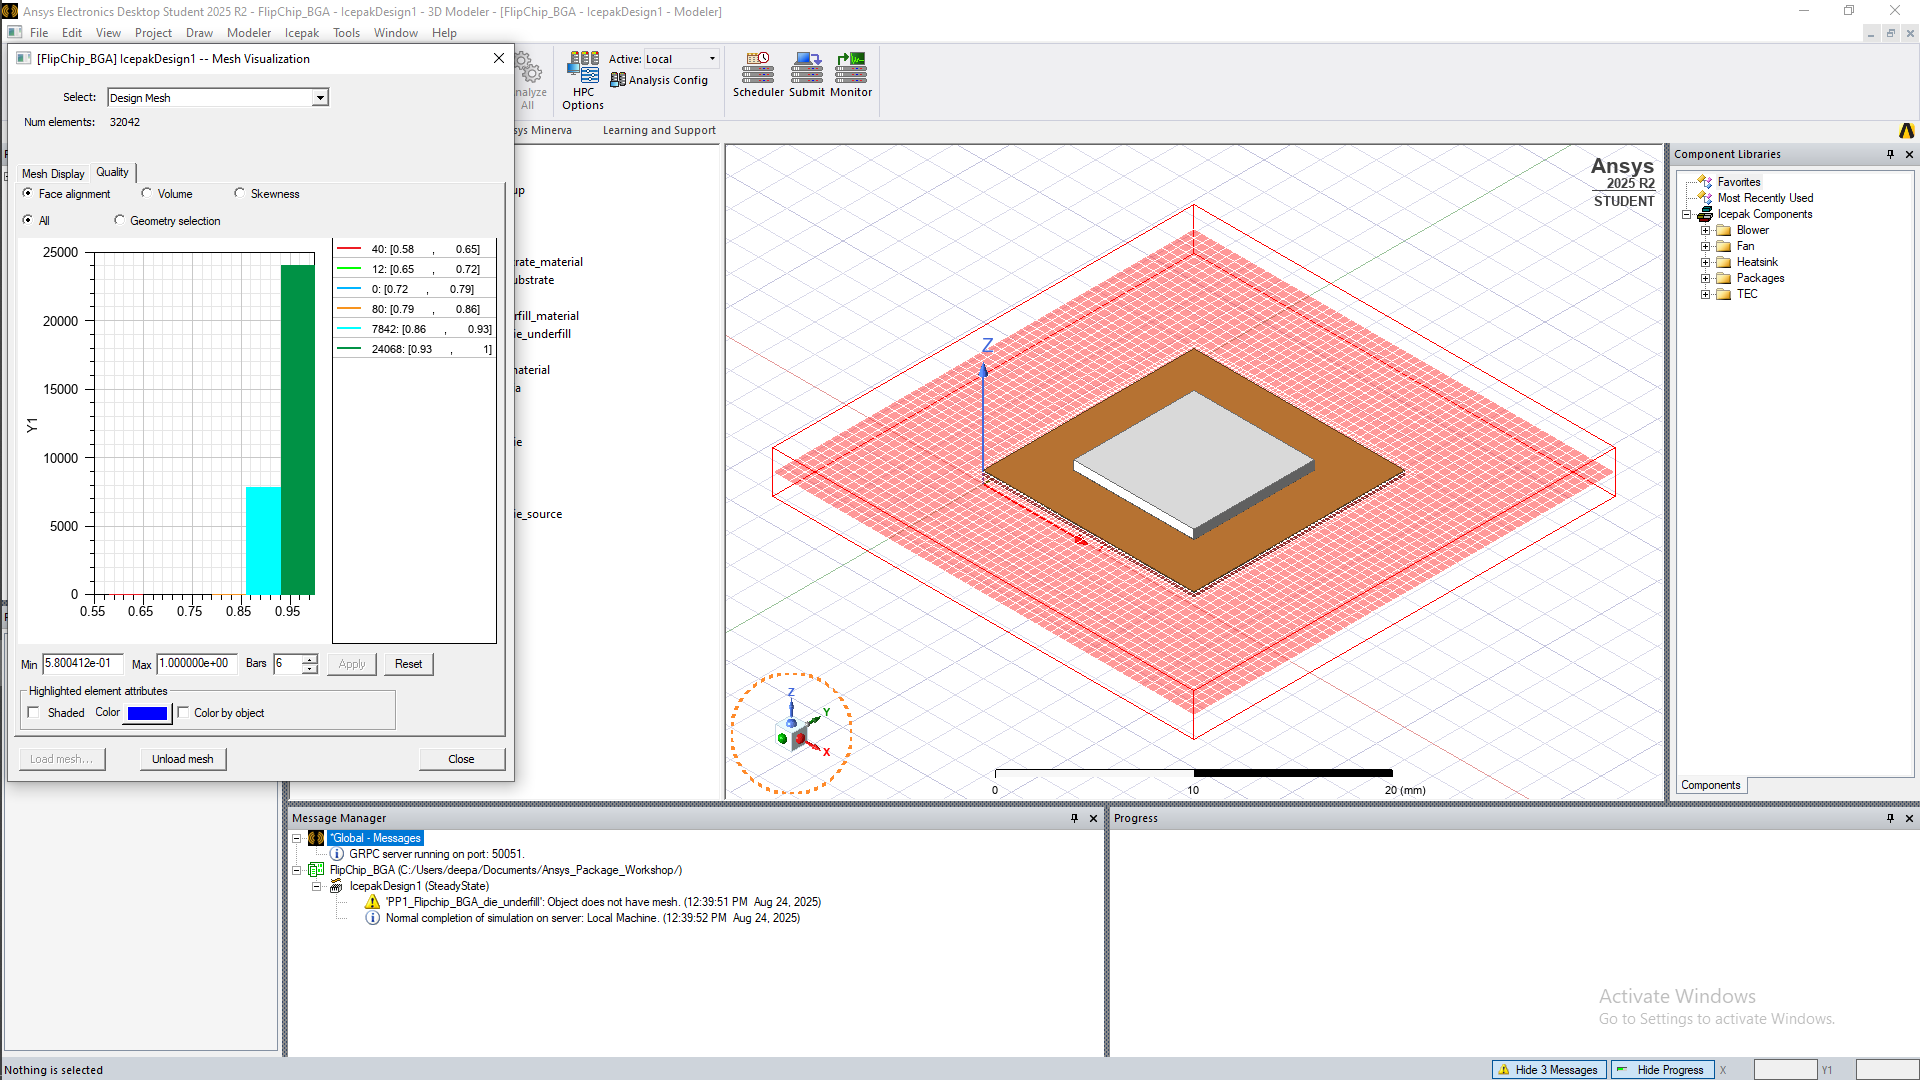 Ansys Electronics Desktop Student 2025 R2 - FlipChip_BGA - IcepakDesign1 - 3D Modeler - [FlipChip_BGA - IcepakDesign1 - Modeler]
File Edit View Project Draw Modeler Icepak Tools Window Help
[FlipChip_BGA] IcepakDesign1 -- Mesh Visualization
Select: Design Mesh
Num elements: 32042
Mesh Display Quality
Face alignment Volume Skewness
All Geometry selection
25000
20000
15000
10000
5000
0
Y1
0.55 0.65 0.75 0.85 0.95
40: [0.58 , 0.65]
12: [0.65 , 0.72]
0: [0.72 , 0.79]
80: [0.79 , 0.86]
7842: [0.86 , 0.93]
24068: [0.93 , 1]
Min 5.800412e-01 Max 1.000000e+00 Bars 6 Apply Reset
Highlighted element attributes
Shaded Color Color by object
Load mesh... Unload mesh Close
nalyze
All
HPC
Options
Active: Local
Analysis Config
Scheduler Submit Monitor
sys Minerva Learning and Support
up
rate_material
ubstrate
rfill_material
ie_underfill
naterial
a
ie
ie_source
Ansys
2025 R2
STUDENT
Z
Z
Y
X
0 10 20 (mm)
Component Libraries
Favorites
Most Recently Used
Icepak Components
Blower
Fan
Heatsink
Packages
TEC
Components
Message Manager
*Global - Messages
GRPC server running on port: 50051.
FlipChip_BGA (C:/Users/deepa/Documents/Ansys_Package_Workshop/)
IcepakDesign1 (SteadyState)
'PP1_Flipchip_BGA_die_underfill': Object does not have mesh. (12:39:51 PM Aug 24, 2025)
Normal completion of simulation on server: Local Machine. (12:39:52 PM Aug 24, 2025)
Progress
Activate Windows
Go to Settings to activate Windows.
Nothing is selected
Hide 3 Messages Hide Progress X Y1